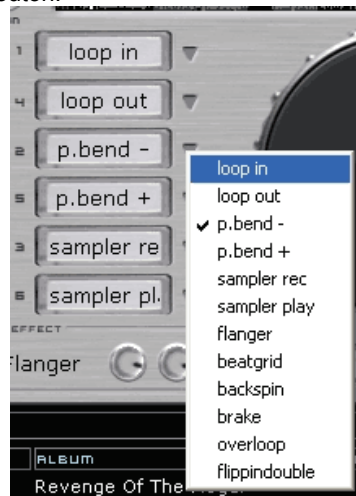 1 loop in
4 loop out
2 p.bend -
5 p.bend +
3 sampler re
6 sampler pl.
EFFECT
Flanger
ALBUM
Revenge Of The
loop in
loop out
✓ p.bend -
p.bend +
sampler rec
sampler play
flanger
beatgrid
backspin
brake
overloop
flippindouble